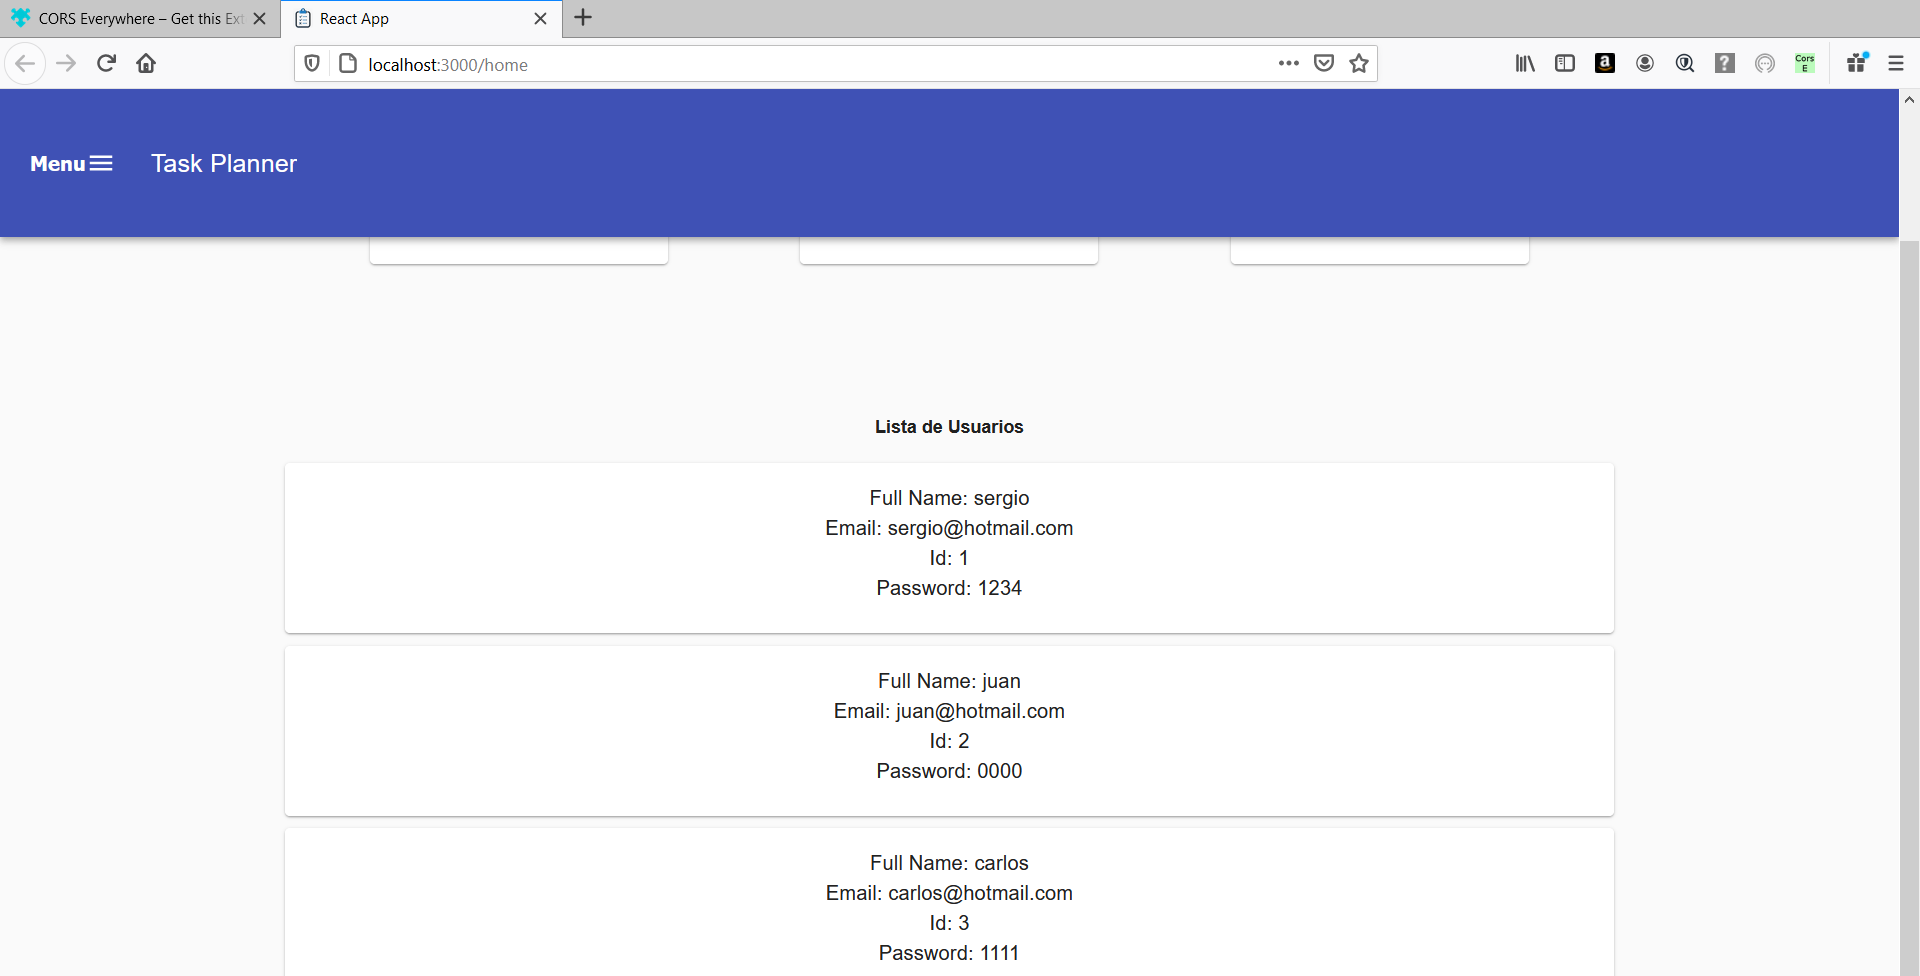 CORS Everywhere – Get this Ext
React App
localhost:3000/home
Cors
E
Menu
Task Planner
Lista de Usuarios
Full Name: sergio
Email: sergio@hotmail.com
Id: 1
Password: 1234
Full Name: juan
Email: juan@hotmail.com
Id: 2
Password: 0000
Full Name: carlos
Email: carlos@hotmail.com
Id: 3
Password: 1111